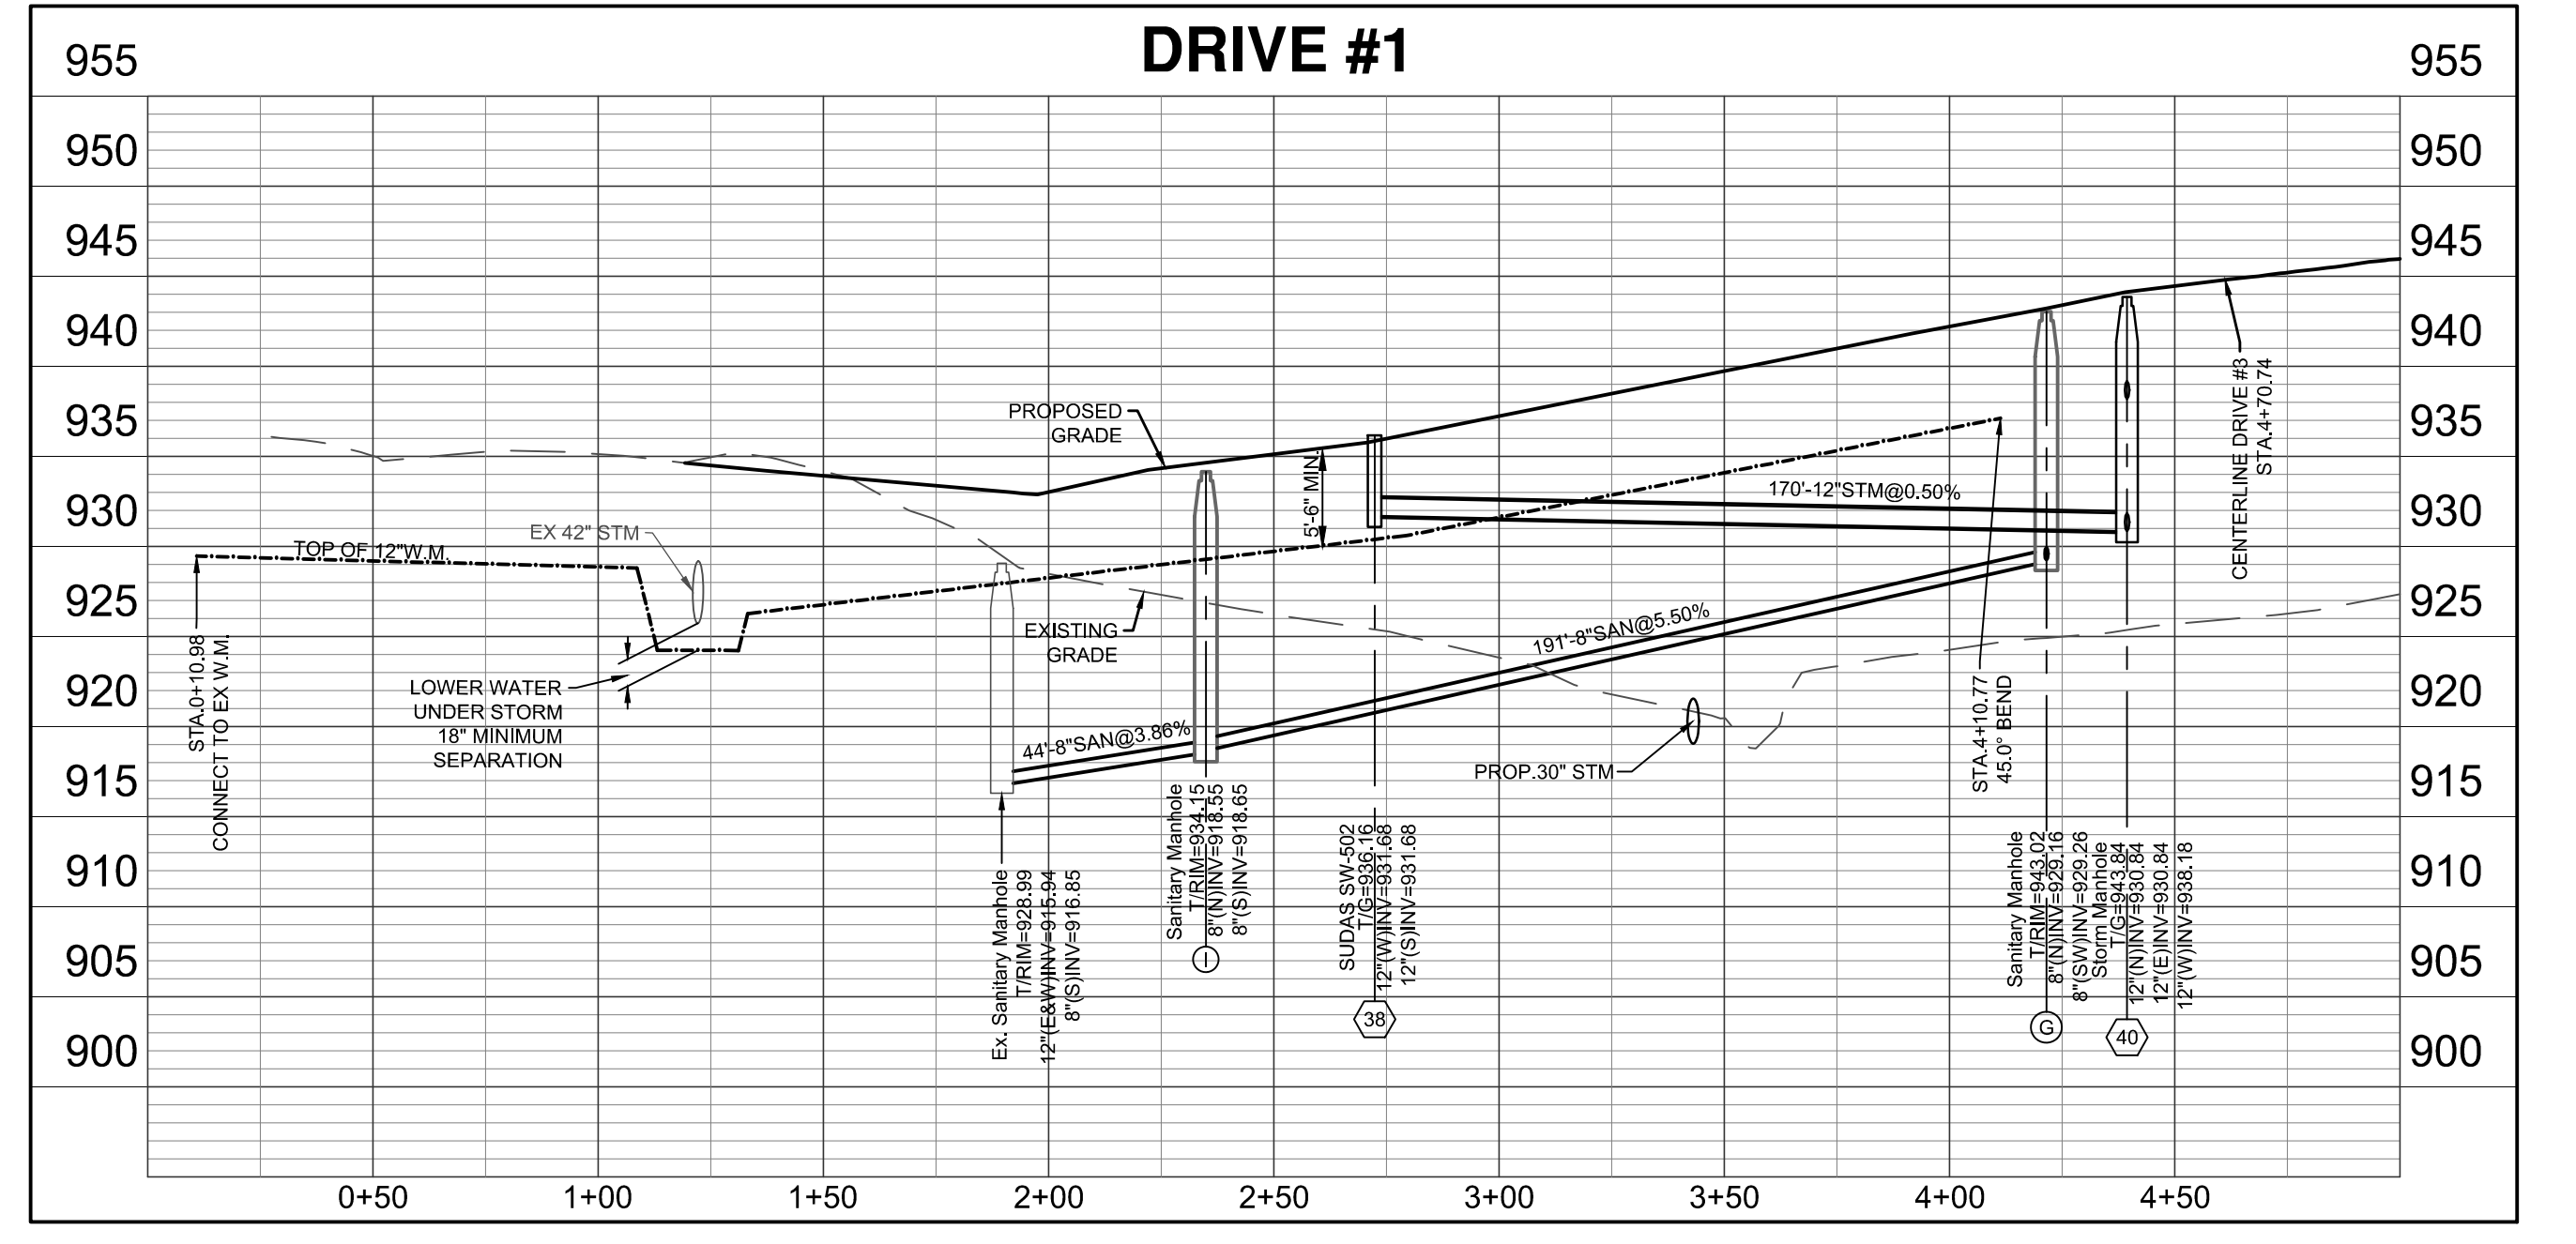 DRIVE #1
955
955
950
950
945
945
940
940
935
935
930
930
925
925
920
920
915
915
910
910
905
905
900
900
PROPOSED
GRADE
EX 42" STM
TOP OF 12"W.M.
5'-6" MIN.
170'-12"STM@0.50%
CENTERLINE DRIVE #3
STA.4+70.74
STA.0+10.98
CONNECT TO EX W.M.
LOWER WATER
UNDER STORM
18" MINIMUM
SEPARATION
EXISTING
GRADE
191'-8"SAN@5.50%
44'-8"SAN@3.86%
PROP.30" STM
STA.4+10.77
45.0° BEND
Ex. Sanitary Manhole
T/RIM=928.99
12"(E&W)INV=915.94
8"(S)INV=916.85
Sanitary Manhole
T/RIM=934.15
8"(N)INV=918.55
8"(S)INV=918.65
I
SUDAS SW-502
T/G=936.16
12"(W)INV=931.68
12"(S)INV=931.68
38
Sanitary Manhole
T/RIM=943.02
8"(N)INV=929.16
8"(SW)INV=929.26
G
Storm Manhole
T/G=943.84
12"(N)INV=930.84
12"(E)INV=930.84
12"(W)INV=938.18
40
0+50
1+00
1+50
2+00
2+50
3+00
3+50
4+00
4+50